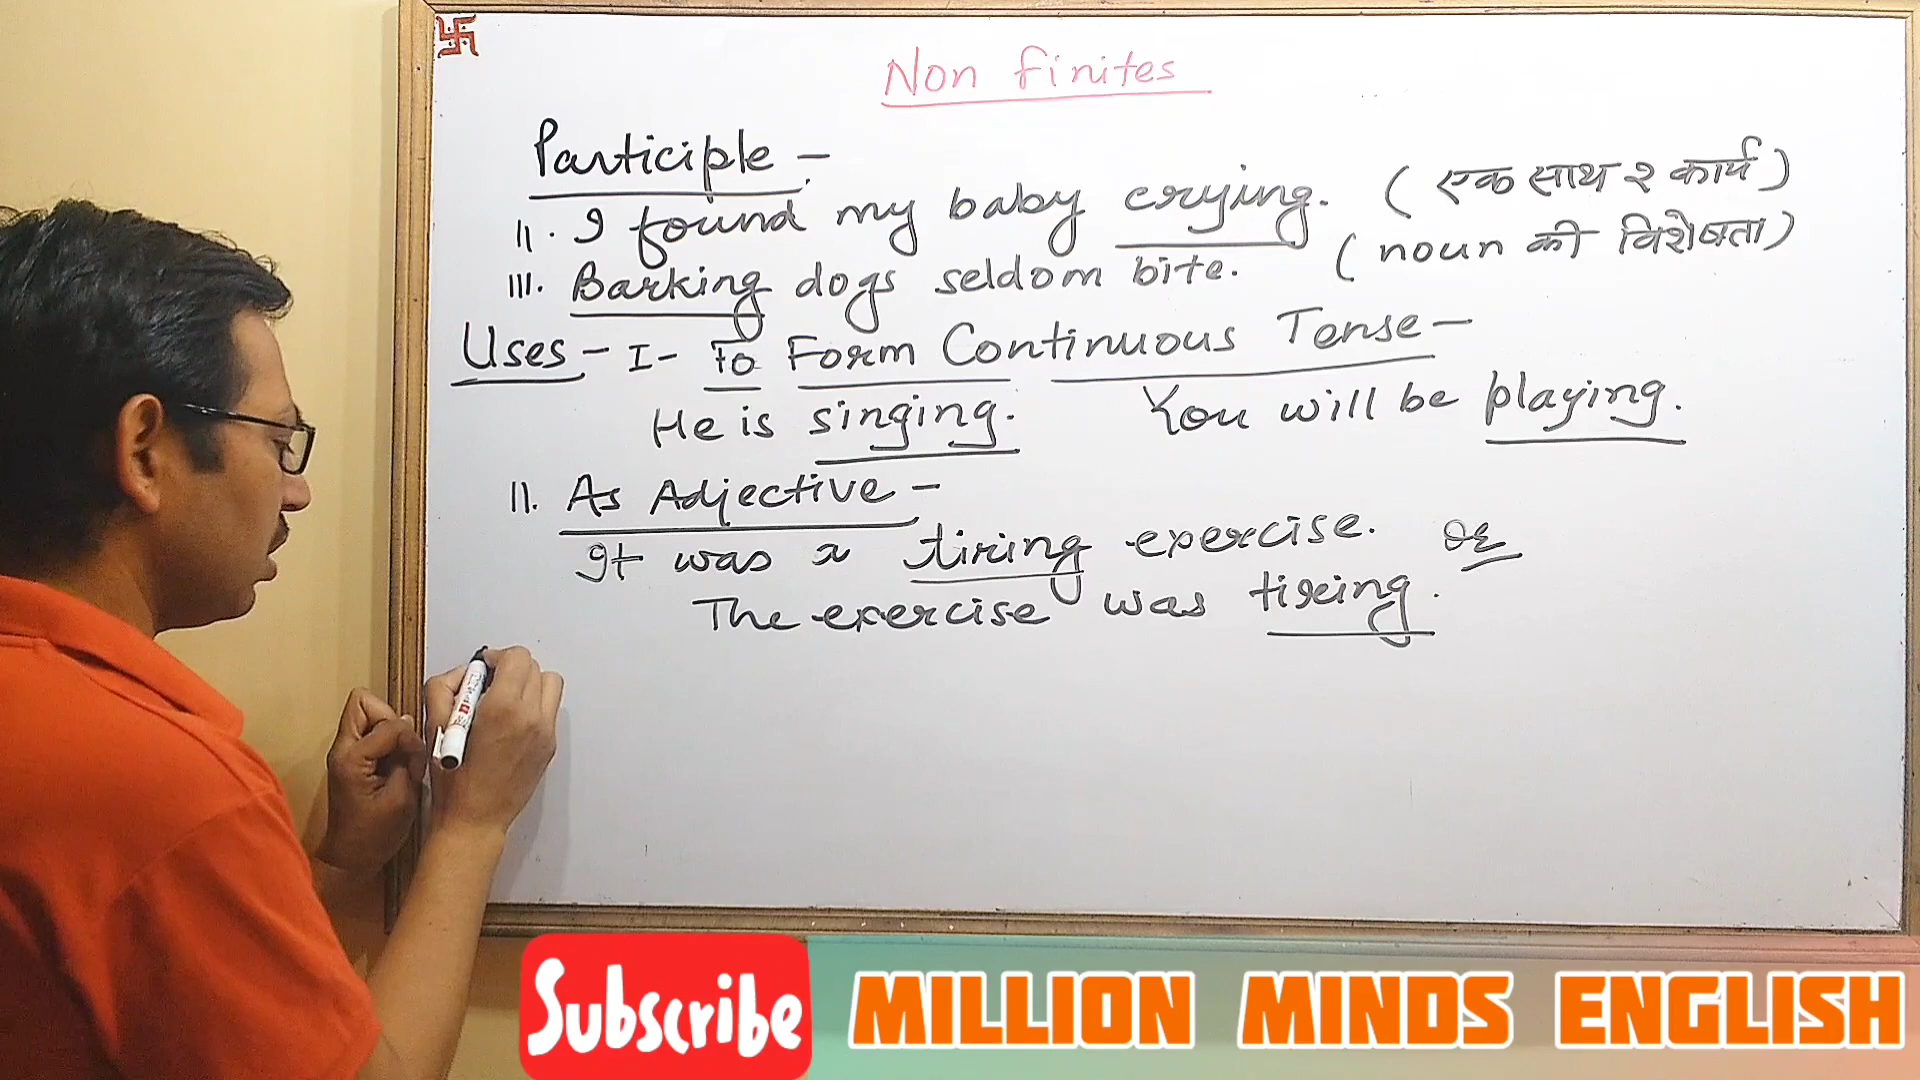 Non finites
Participle -
II. I found my baby crying. (एक साथ २ कार्य)
III. Barking dogs seldom bite. (noun की विशेषता)
Uses - I- To Form Continuous Tense -
He is singing. You will be playing.
II. As Adjective -
It was a tiring exercise. or
The exercise was tiring.
Subscribe MILLION MINDS ENGLISH